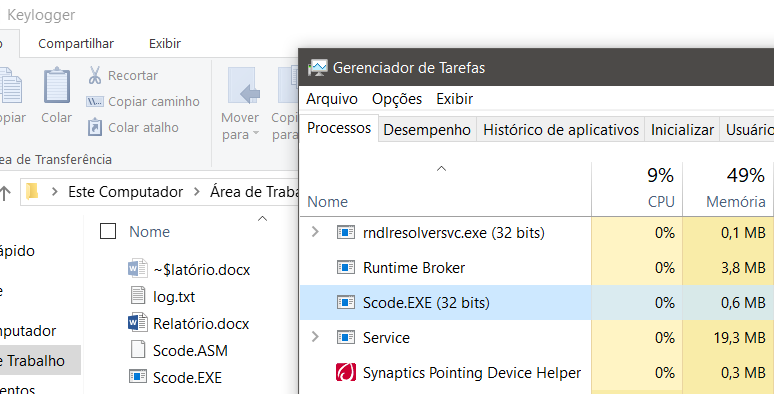 Keylogger
Compartilhar
Exibir
Recortar
Copiar caminho
Colar atalho
Colar
Mover
para
Este Computador
Área de Traba
Nome
~$latório.docx
log.txt
Relatório.docx
Scode.ASM
Scode.EXE
ápido
mputador
e Trabalho
entos
opiar
ea de Transferência
Gerenciador de Tarefas
Arquivo Opções Exibir
Processos Desempenho Histórico de aplicativos Inicializar Usuário
9% 49%
Nome CPU Memória
rndlresolversvc.exe (32 bits) 0% 0,1 MB
Runtime Broker 0% 3,8 MB
Scode.EXE (32 bits) 0% 0,6 MB
Service 0% 19,3 MB
Synaptics Pointing Device Helper 0% 0,3 MB